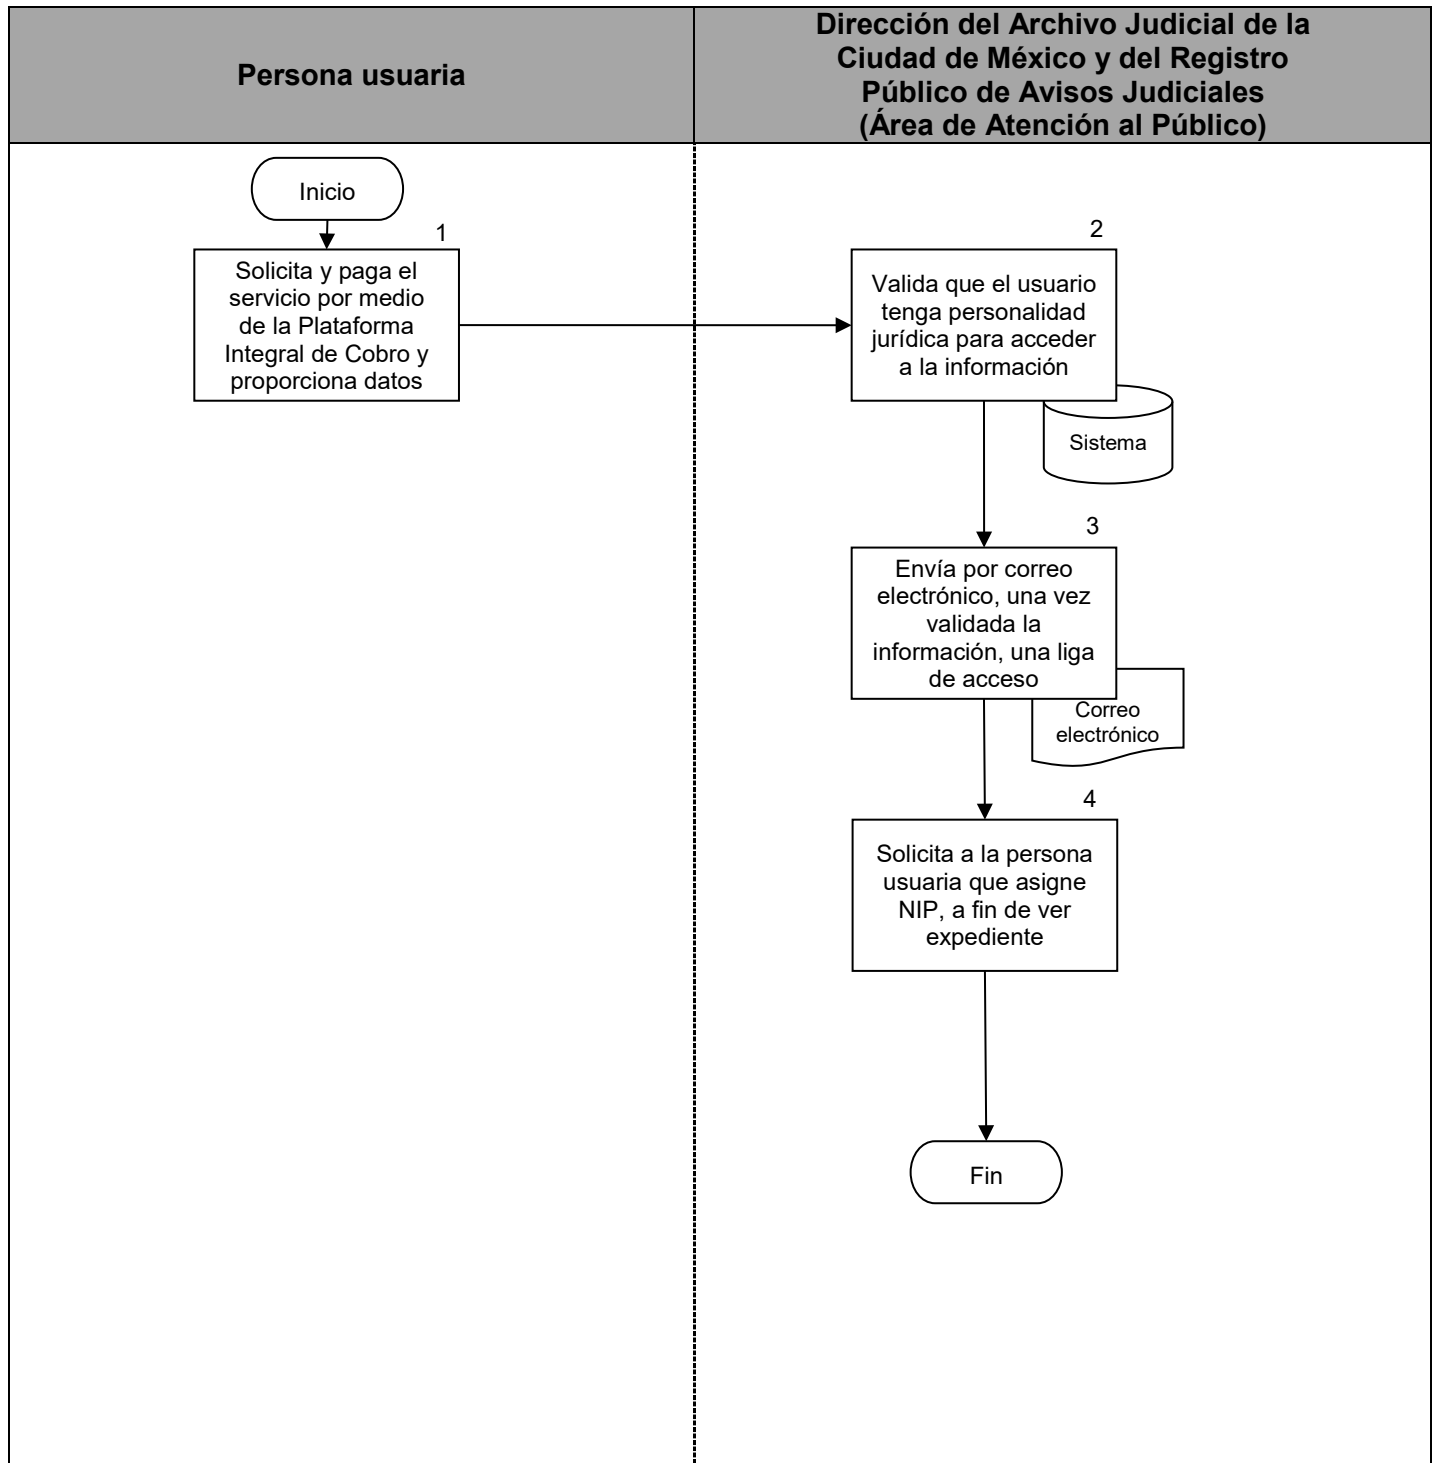 Persona usuaria
Dirección del Archivo Judicial de la
Ciudad de México y del Registro
Público de Avisos Judiciales
(Área de Atención al Público)
Inicio
1
Solicita y paga el
servicio por medio
de la Plataforma
Integral de Cobro y
proporciona datos
2
Valida que el usuario
tenga personalidad
jurídica para acceder
a la información
Sistema
3
Envía por correo
electrónico, una vez
validada la
información, una liga
de acceso
Correo
electrónico
4
Solicita a la persona
usuaria que asigne
NIP, a fin de ver
expediente
Fin